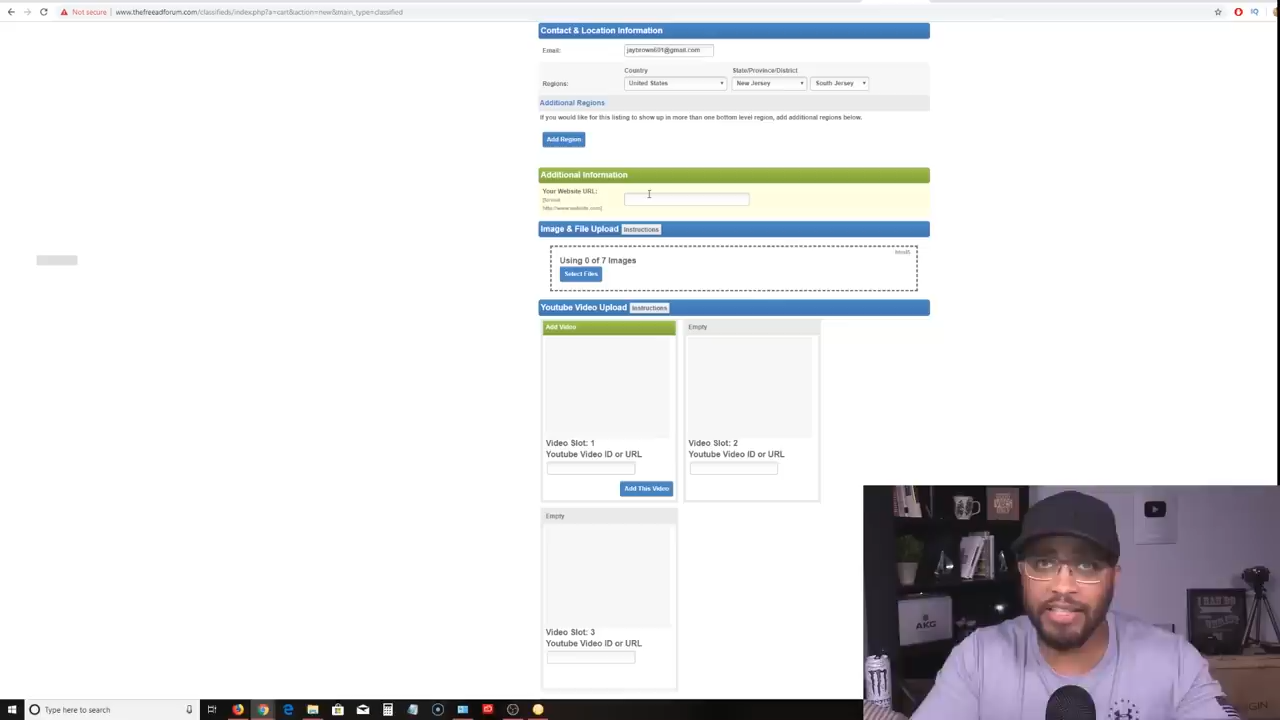 Not secure
www.thefreeadforum.com/classifieds/index.php?a=cart&action=new&main_type=classified
Contact & Location Information
Email:
Country
State/Province/District
Regions:
United States
New Jersey
South Jersey
Additional Regions
If you would like for this listing to show up in more than one bottom level region, add additional regions below.
Add Region
Additional Information
Your Website URL:
http://www.website.com]
Image & File Upload
Instructions
Using 0 of 7 Images
Select Files
Youtube Video Upload
Instructions
Add Video
Empty
Video Slot: 1
Youtube Video ID or URL
Add This Video
Video Slot: 2
Youtube Video ID or URL
Empty
Video Slot: 3
Youtube Video ID or URL
AKG
Type here to search